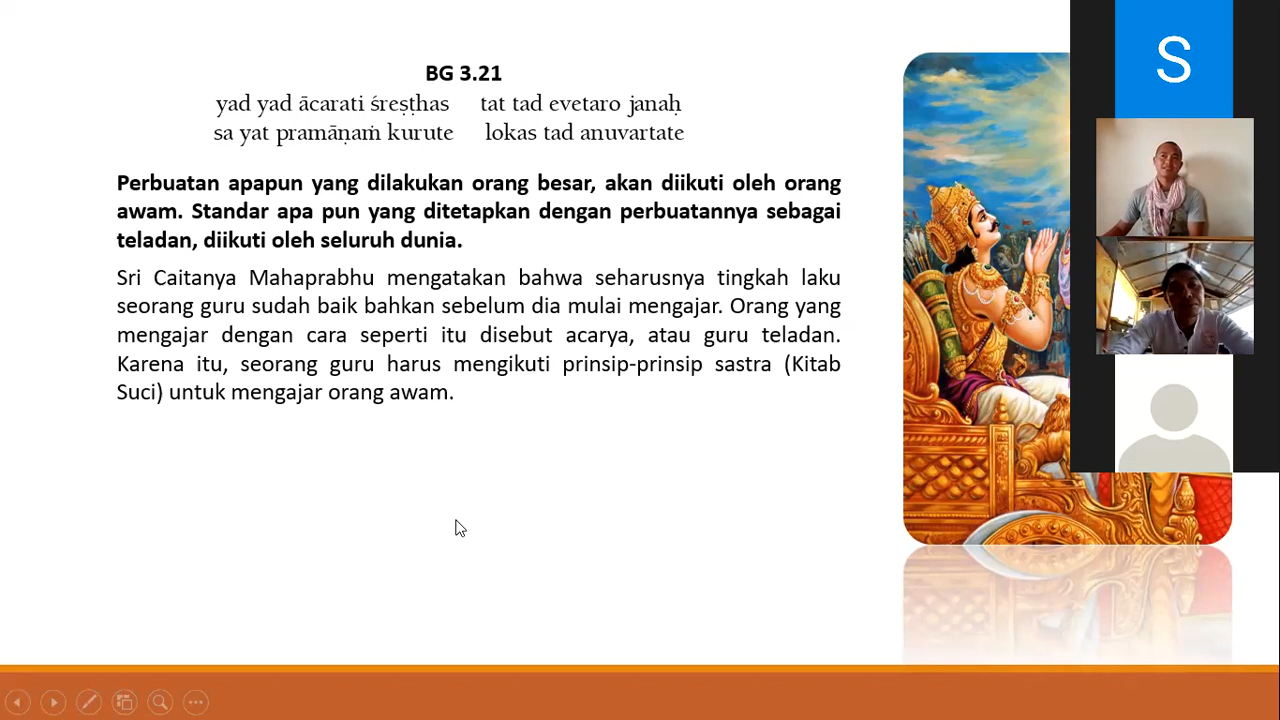 BG 3.21
yad yad ācarati śreṣṭhas tat tad evetaro janaḥ
sa yat pramāṇaṁ kurute lokas tad anuvartate
Perbuatan apapun yang dilakukan orang besar, akan diikuti oleh orang
awam. Standar apa pun yang ditetapkan dengan perbuatannya sebagai
teladan, diikuti oleh seluruh dunia.
Sri Caitanya Mahaprabhu mengatakan bahwa seharusnya tingkah laku
seorang guru sudah baik bahkan sebelum dia mulai mengajar. Orang yang
mengajar dengan cara seperti itu disebut acarya, atau guru teladan.
Karena itu, seorang guru harus mengikuti prinsip-prinsip sastra (Kitab
Suci) untuk mengajar orang awam.
S